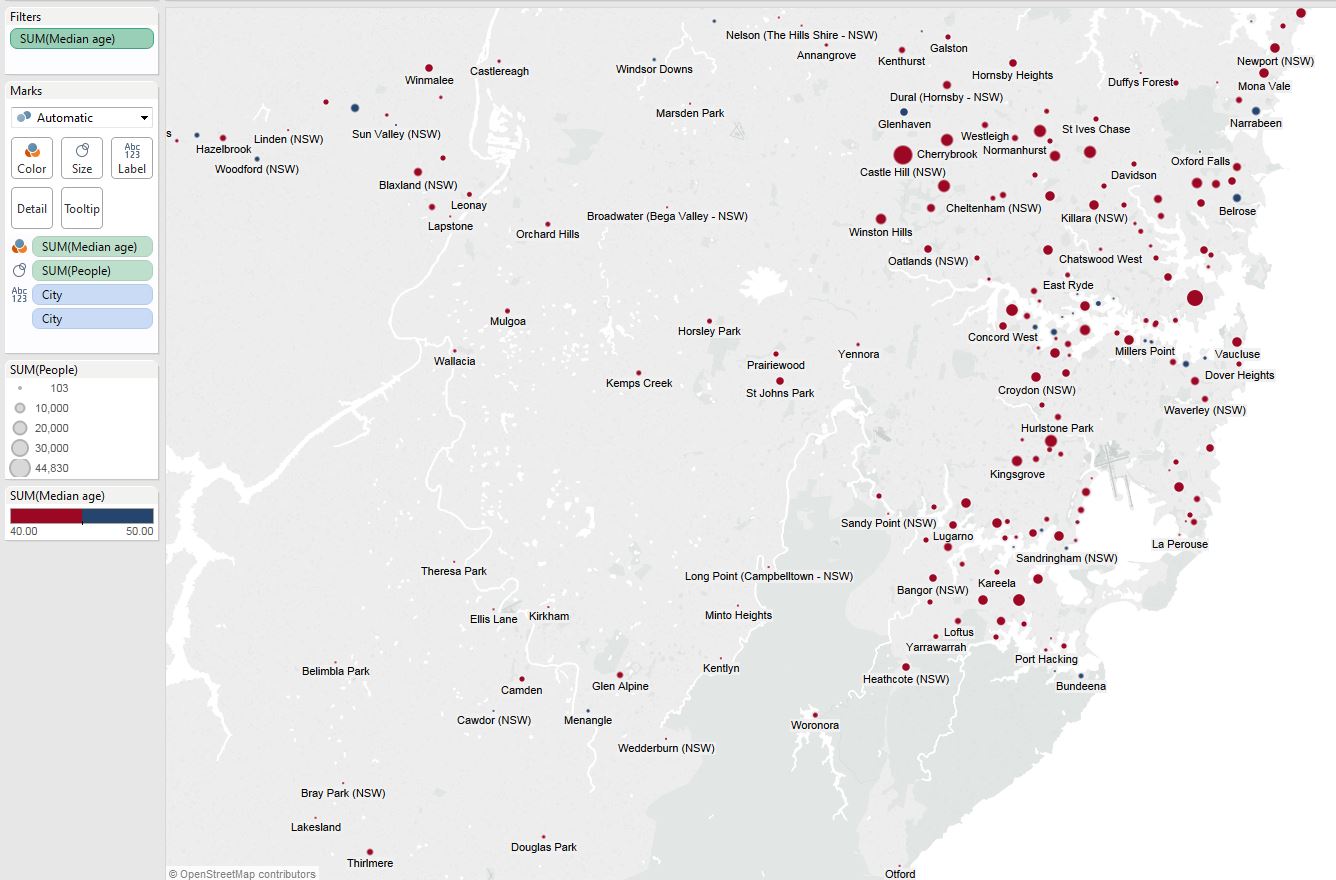 Filters
SUM(Median age)
Marks
Automatic
Color
Size
Abc
123
Label
Detail
Tooltip
SUM(Median age)
SUM(People)
Abc
123
City
City
SUM(People)
103
10,000
20,000
30,000
44,830
SUM(Median age)
40.00
50.00
Nelson (The Hills Shire - NSW)
Galston
Annangrove
Kenthurst
Newport (NSW)
Windsor Downs
Castlereagh
Winmalee
Hornsby Heights
Duffys Forest
Mona Vale
Dural (Hornsby - NSW)
Marsden Park
Glenhaven
Narrabeen
s
Linden (NSW)
Sun Valley (NSW)
Westleigh
St Ives Chase
Hazelbrook
Normanhurst
Cherrybrook
Oxford Falls
Woodford (NSW)
Castle Hill (NSW)
Davidson
Blaxland (NSW)
Leonay
Broadwater (Bega Valley - NSW)
Cheltenham (NSW)
Killara (NSW)
Belrose
Lapstone
Orchard Hills
Winston Hills
Oatlands (NSW)
Chatswood West
East Ryde
Mulgoa
Horsley Park
Concord West
Millers Point
Vaucluse
Wallacia
Yennora
Prairiewood
Dover Heights
Kemps Creek
St Johns Park
Croydon (NSW)
Waverley (NSW)
Hurlstone Park
Kingsgrove
Sandy Point (NSW)
Lugarno
La Perouse
Sandringham (NSW)
Theresa Park
Long Point (Campbelltown - NSW)
Kareela
Bangor (NSW)
Ellis Lane
Kirkham
Minto Heights
Loftus
Yarrawarrah
Port Hacking
Belimbla Park
Kentlyn
Heathcote (NSW)
Camden
Glen Alpine
Bundeena
Cawdor (NSW)
Menangle
Woronora
Wedderburn (NSW)
Bray Park (NSW)
Lakesland
Douglas Park
Thirlmere
Otford
© OpenStreetMap contributors